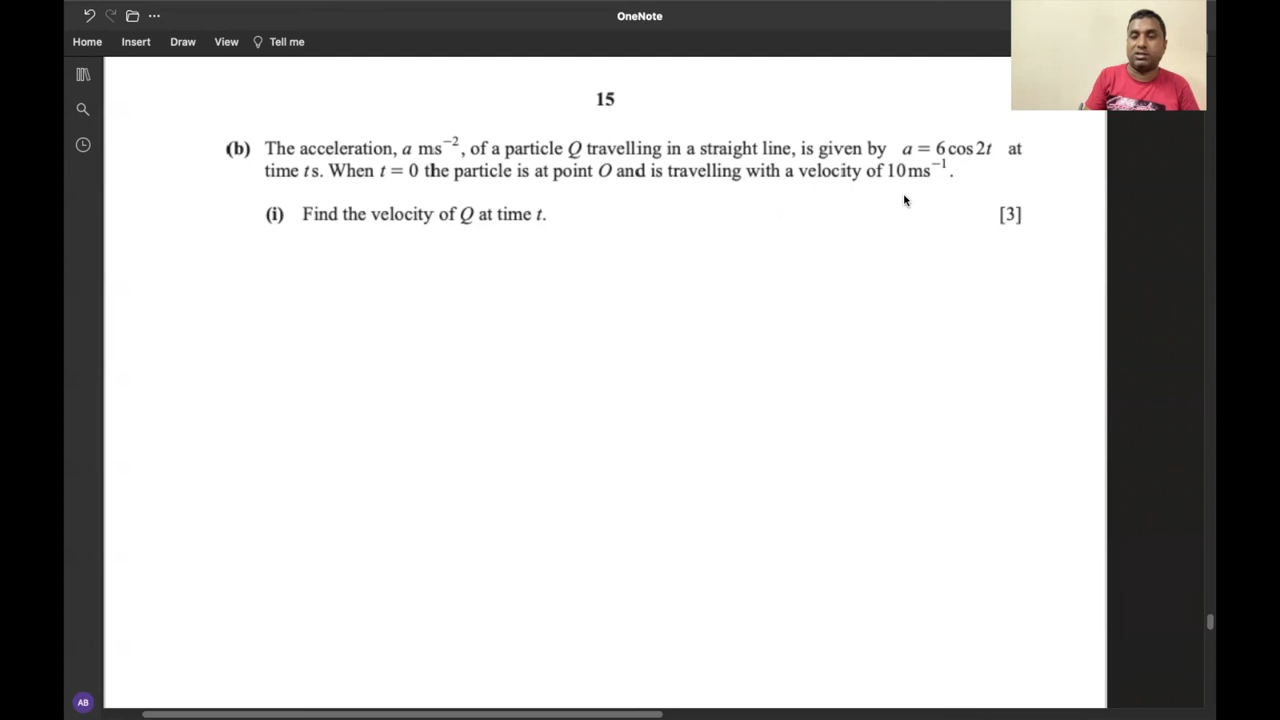 OneNote
Home Insert Draw View Tell me
15
(b) The acceleration, a ms⁻², of a particle Q travelling in a straight line, is given by a = 6 cos 2t at
time t s. When t = 0 the particle is at point O and is travelling with a velocity of 10 ms⁻¹.
(i) Find the velocity of Q at time t. [3]
AB